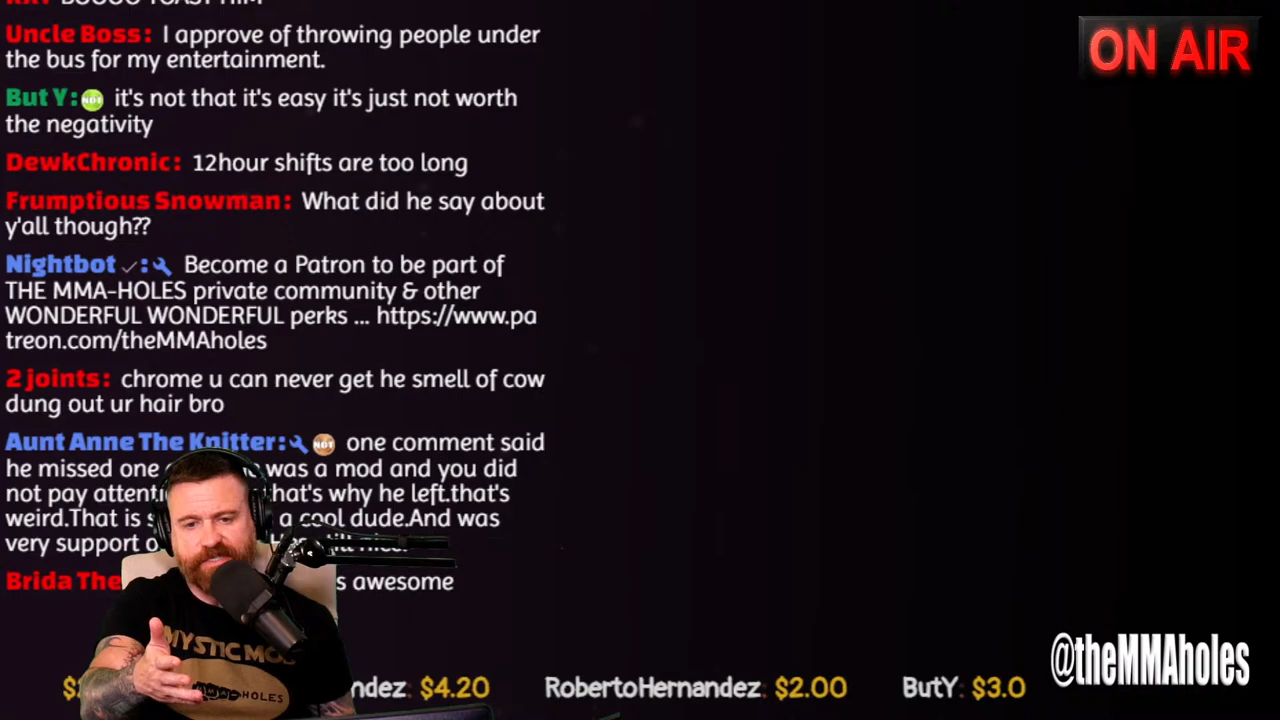 Uncle Boss: I approve of throwing people under
the bus for my entertainment.
But Y: NOT it's not that it's easy it's just not worth
the negativity
DewkChronic: 12hour shifts are too long
Frumptious Snowman: What did he say about
y'all though??
Nightbot ✓: Become a Patron to be part of
THE MMA-HOLES private community & other
WONDERFUL WONDERFUL perks ... https://www.pa
treon.com/theMMAholes
2 joints: chrome u can never get he smell of cow
dung out ur hair bro
Aunt Anne The Knitter: NOT one comment said
he missed one was a mod and you did
not pay that's why he left.that's
weird.That is a cool dude.And was
very support
Brida The awesome
ON AIR
MYSTIC
HOLES
@theMMAholes
$4.20 RobertoHernandez: $2.00 ButY: $3.0